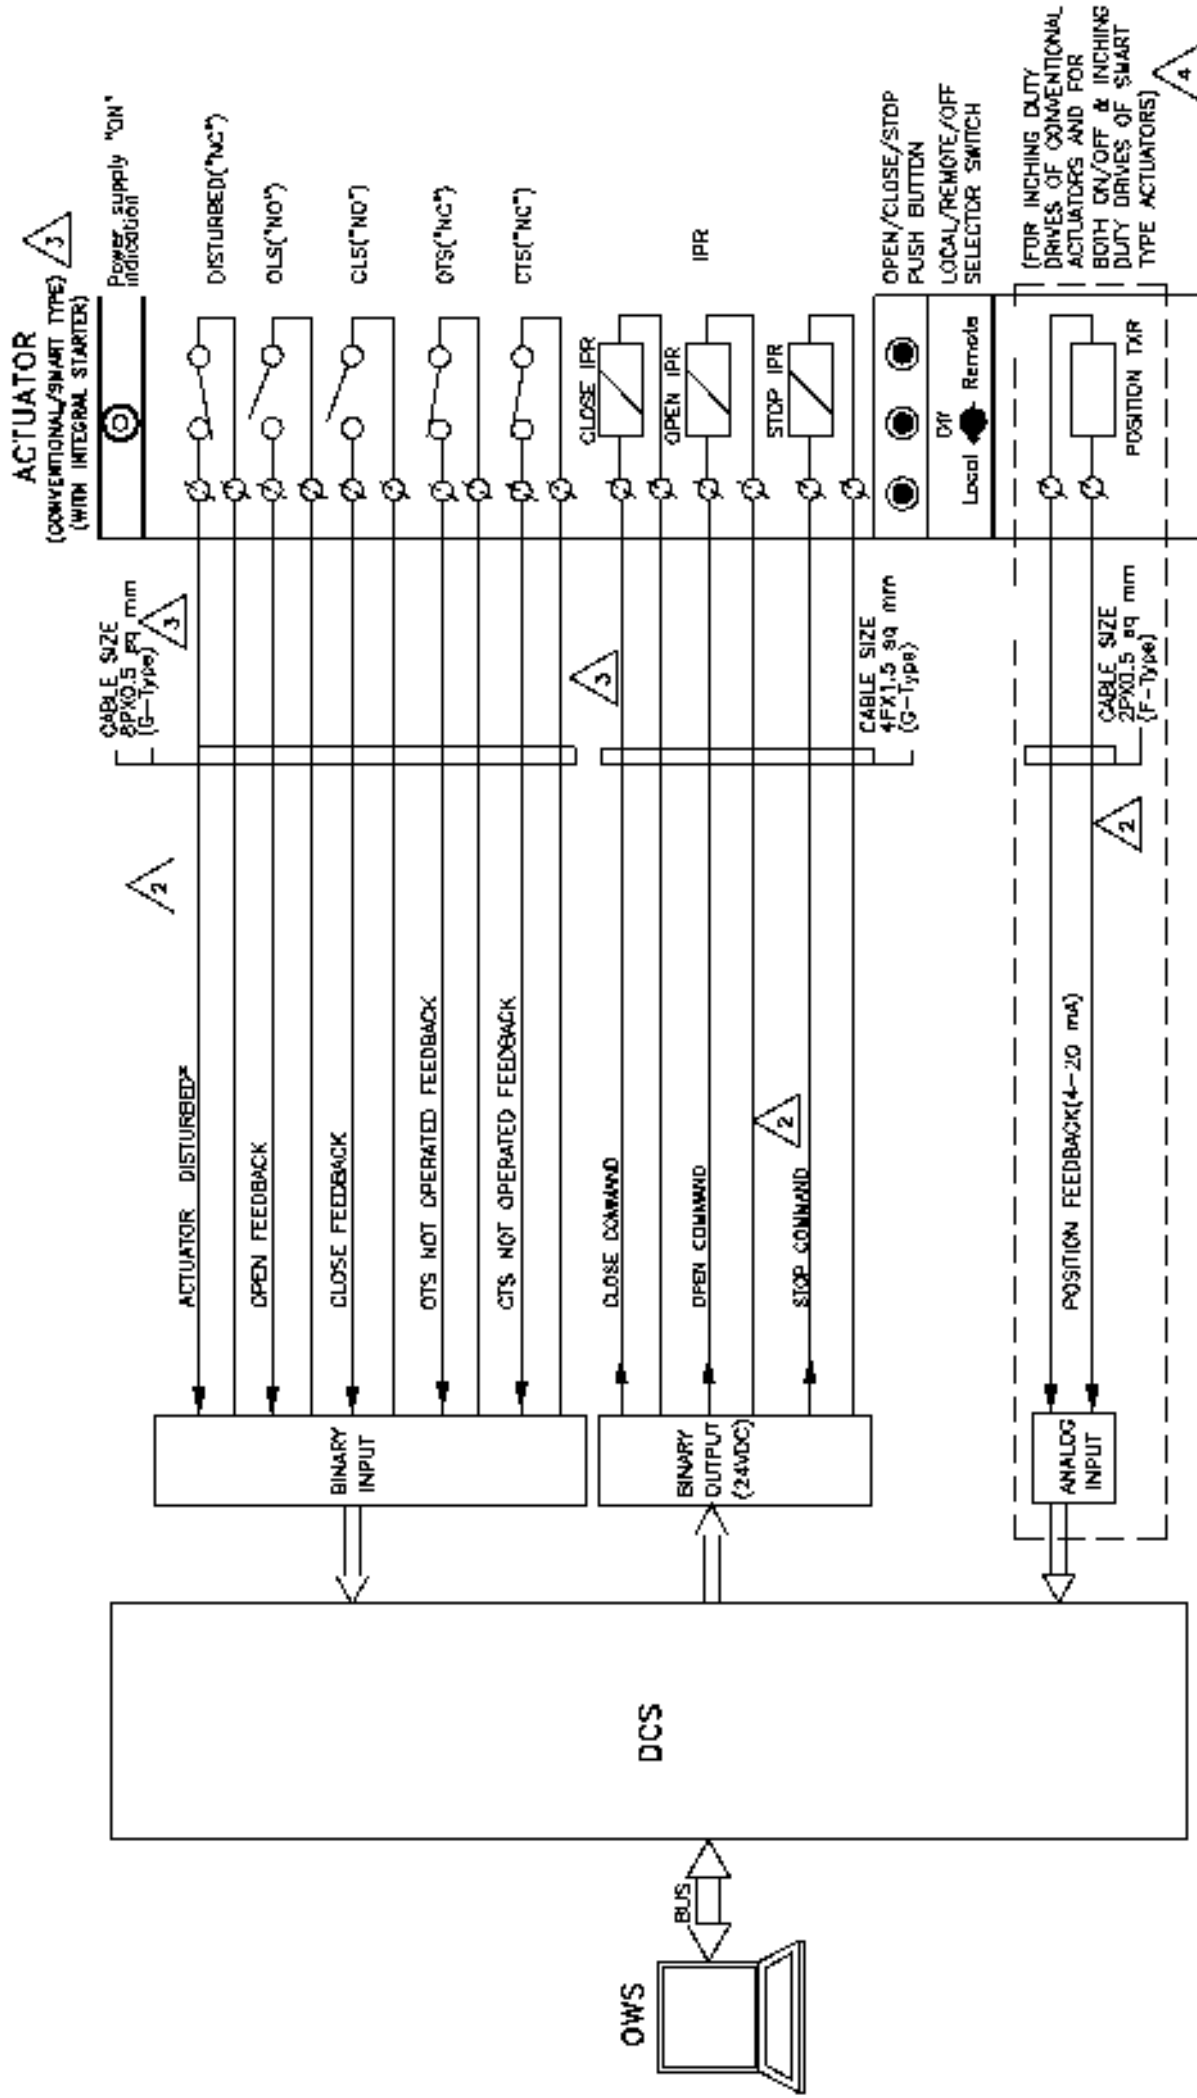 ACTUATOR
(CONVENTIONAL/SMART TYPE)
(WITH INTEGRAL STARTER)
3
Power supply "ON"
indication
DISTURBED("NC")
OLS("NO")
CLS("NO")
OTS("NC")
CTS("NC")
CLOSE IPR
OPEN IPR
STOP IPR
IPR
OPEN/CLOSE/STOP
PUSH BUTTON
LOCAL/REMOTE/OFF
SELECTOR SWITCH
Off
Local
Remote
(FOR INCHING DUTY
DRIVES OF CONVENTIONAL
ACTUATORS AND FOR
BOTH ON/OFF & INCHING
DUTY DRIVES OF SMART
TYPE ACTUATORS)
4
POSITION TXR
CABLE SIZE
8PX0.5 sq mm
(G-Type)
3
3
CABLE SIZE
4PX1.5 sq mm
(G-Type)
CABLE SIZE
2PX0.5 sq mm
(F-Type)
2
2
2
ACTUATOR DISTURBED*
OPEN FEEDBACK
CLOSE FEEDBACK
OTS NOT OPERATED FEEDBACK
CTS NOT OPERATED FEEDBACK
CLOSE COMMAND
OPEN COMMAND
STOP COMMAND
POSITION FEEDBACK(4-20 mA)
BINARY
INPUT
BINARY
OUTPUT
(24VDC)
ANALOG
INPUT
DCS
BUS
OWS